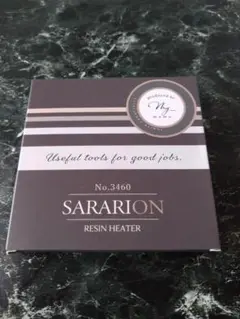 Useful tools for good jobs.
No.3460
SARARION
RESIN HEATER